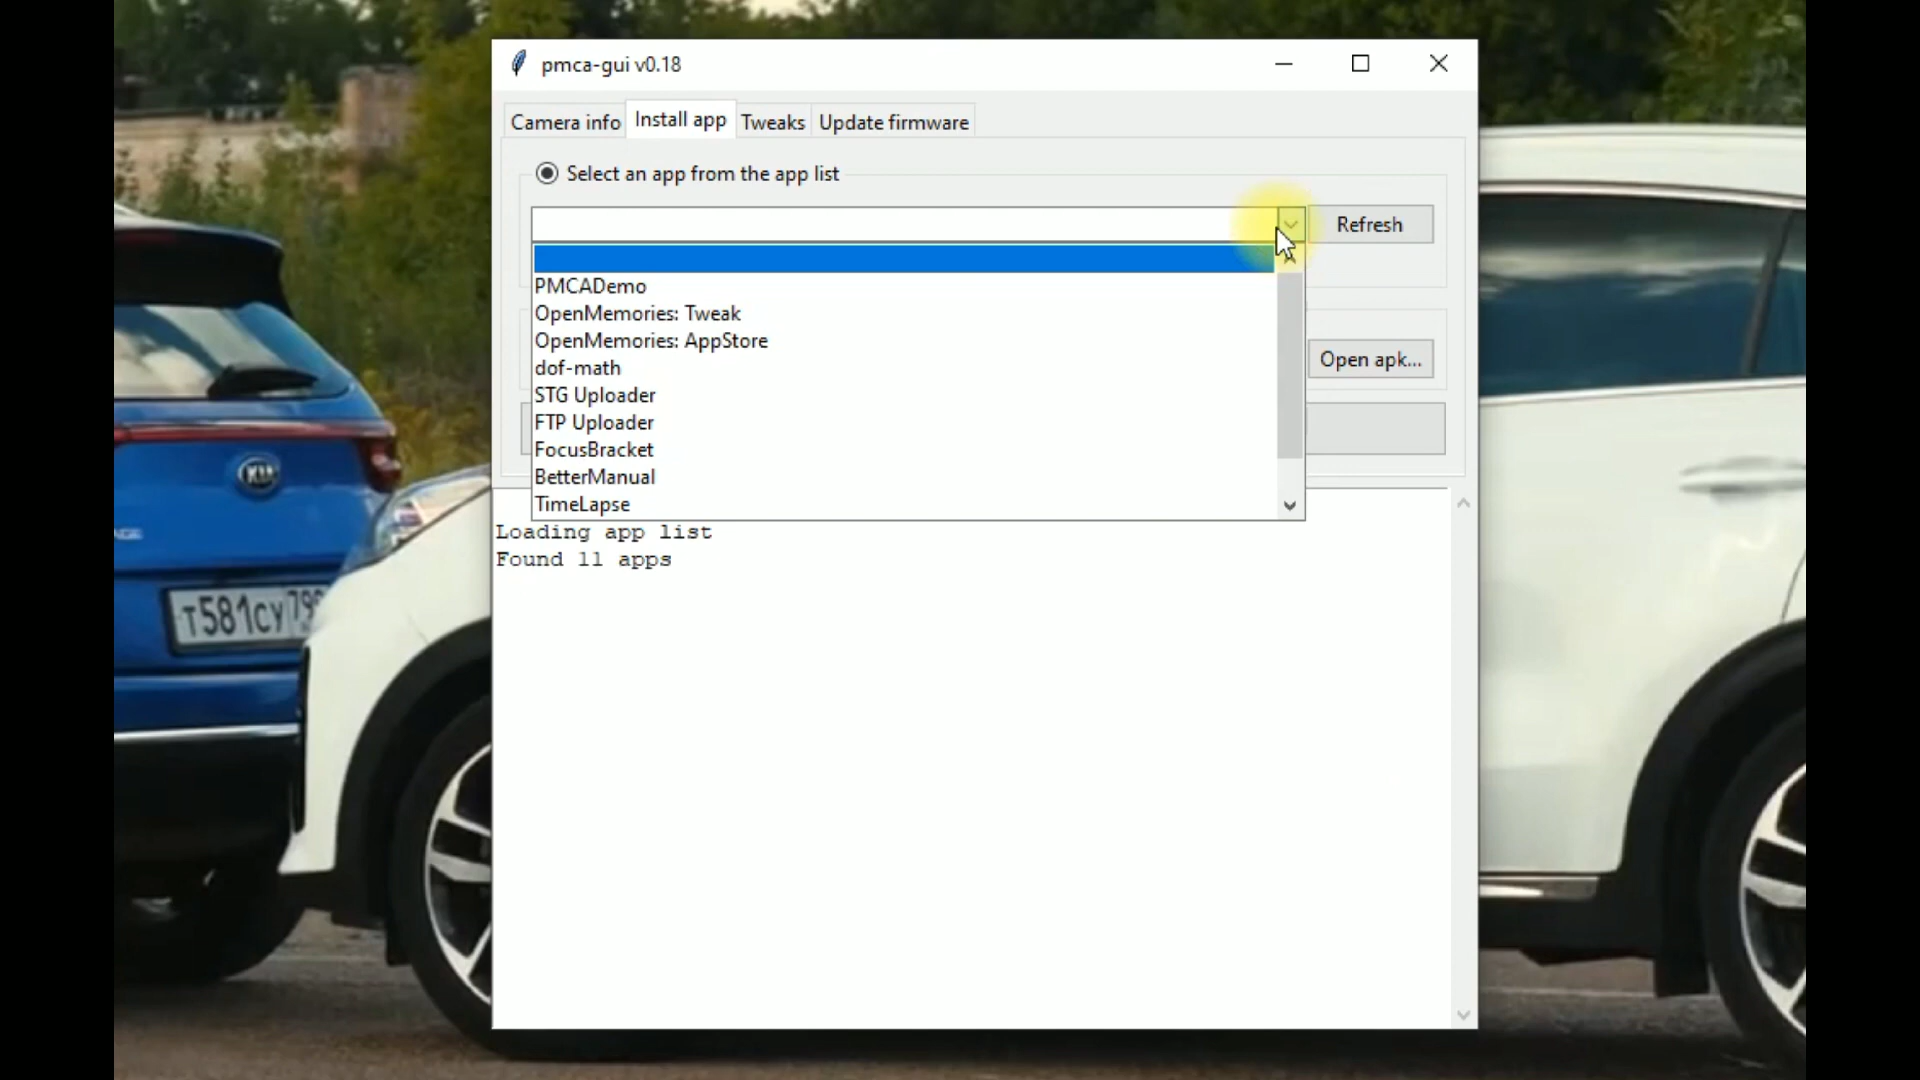 pmca-gui v0.18
Camera info Install app Tweaks Update firmware
Select an app from the app list
Refresh
PMCADemo
OpenMemories: Tweak
OpenMemories: AppStore
dof-math
Open apk...
STG Uploader
FTP Uploader
FocusBracket
BetterManual
TimeLapse
Loading app list
Found 11 apps
KIA
т581су 799